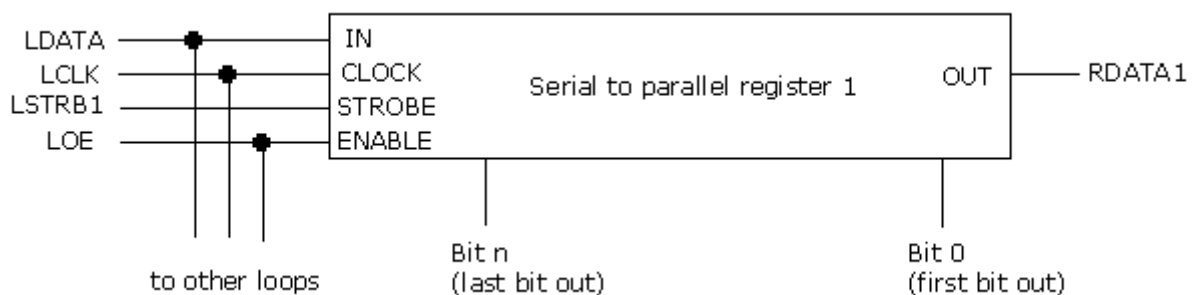 LDATA
LCLK
LSTRB1
LOE
IN
CLOCK
STROBE
ENABLE
Serial to parallel register 1
OUT
RDATA1
to other loops
Bit n
(last bit out)
Bit 0
(first bit out)